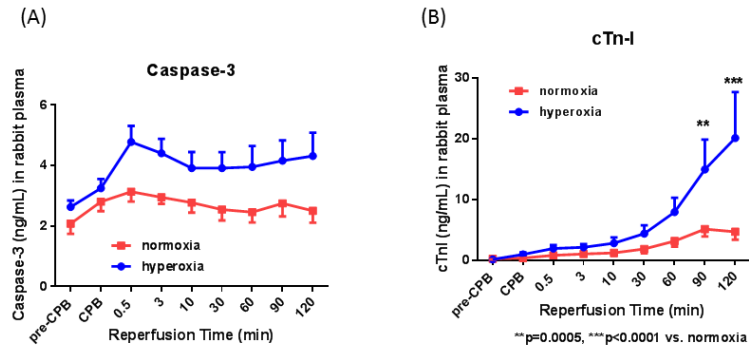 (A)
Caspase-3
Caspase-3 (ng/mL) in rabbit plasma
6
4
2
0
normoxia
hyperoxia
pre-CPB
CPB
0.5
3
10
30
60
90
120
Reperfusion Time (min)
(B)
cTn-I
cTnI (ng/mL) in rabbit plasma
30
20
10
0
normoxia
hyperoxia
**
***
pre-CPB
CPB
0.5
3
10
30
60
90
120
Reperfusion Time (min)
**p=0.0005, ***p<0.0001 vs. normoxia